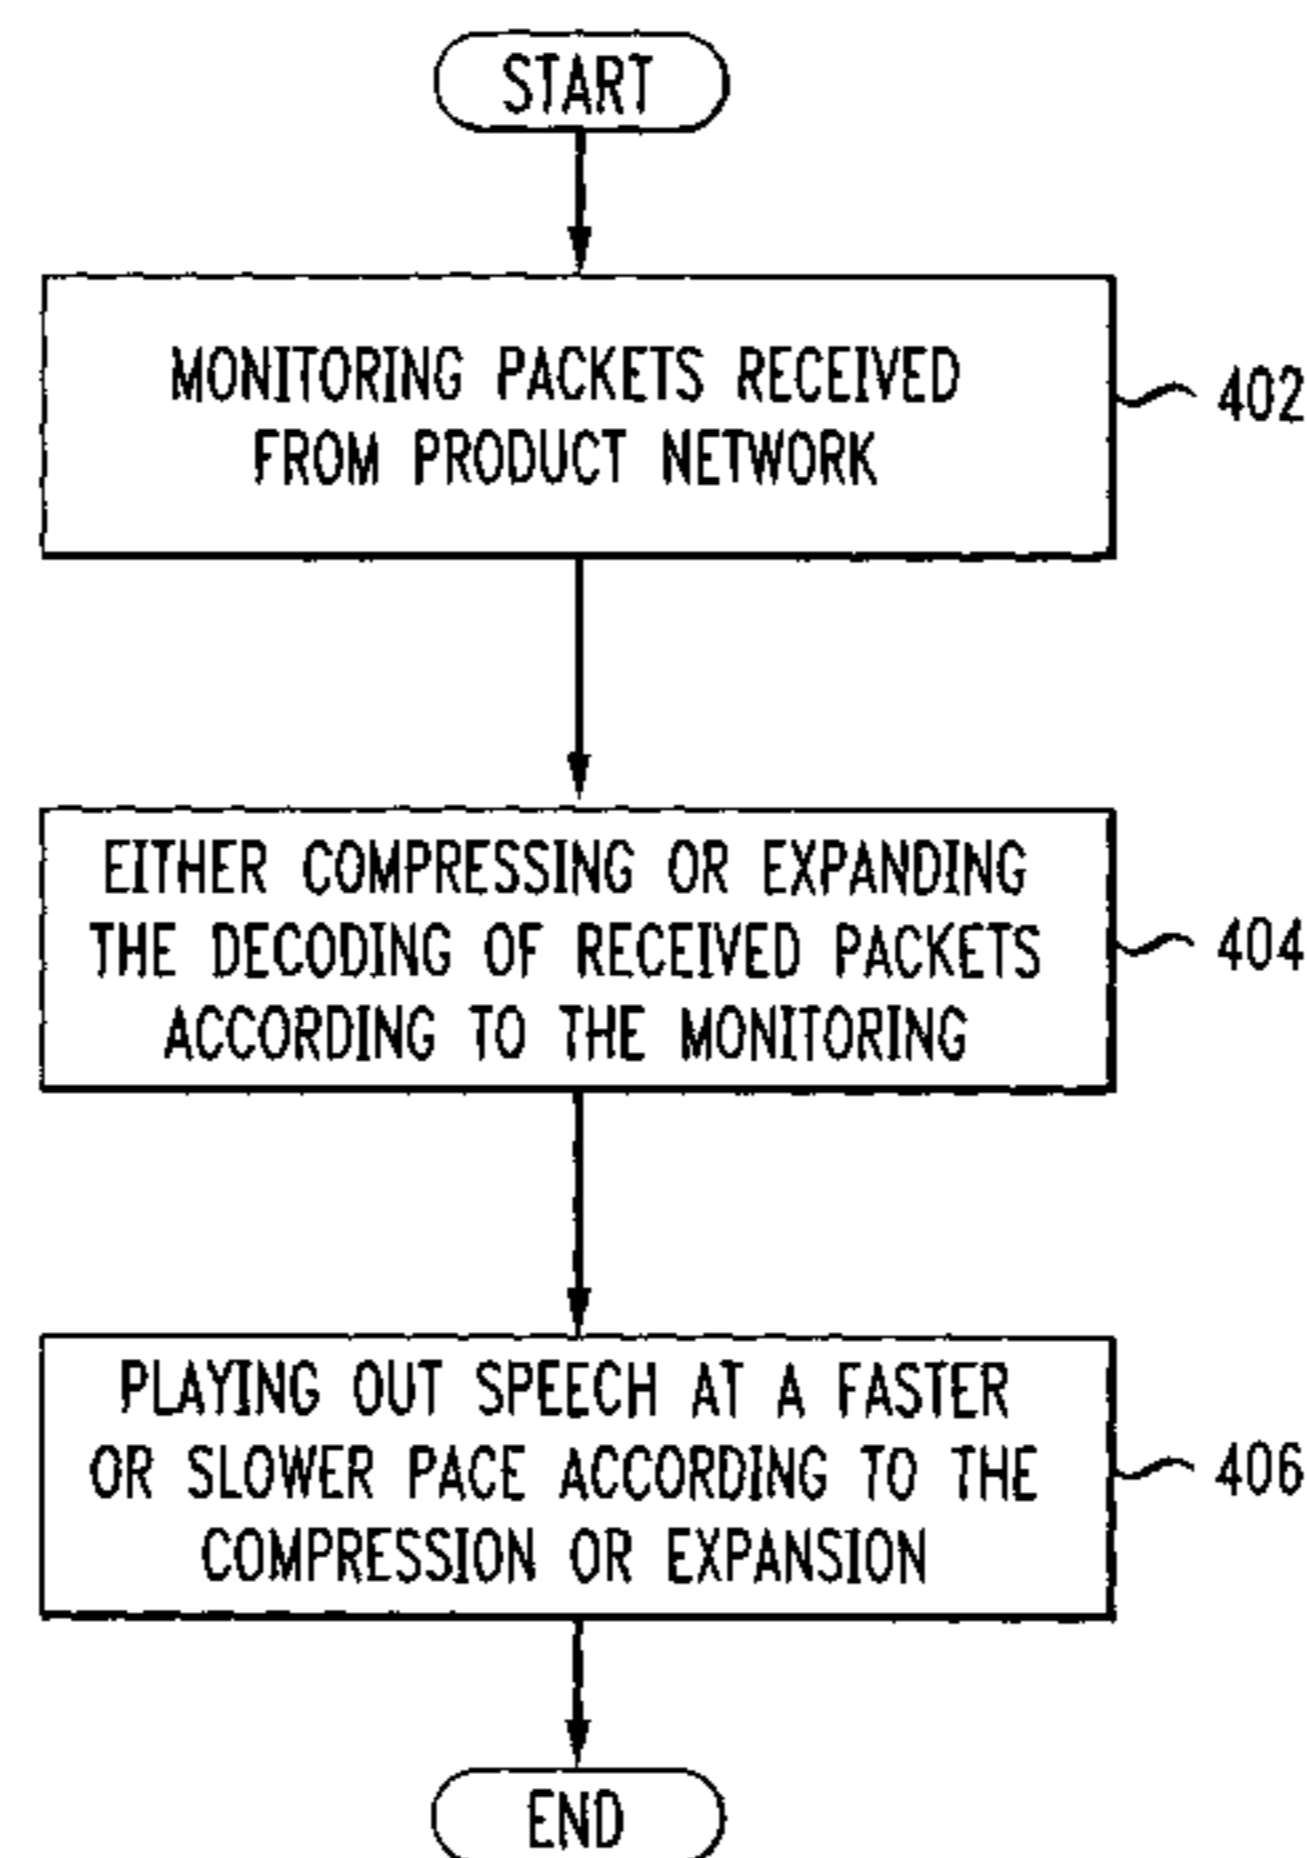 START
MONITORING PACKETS RECEIVED
FROM PRODUCT NETWORK
402
EITHER COMPRESSING OR EXPANDING
THE DECODING OF RECEIVED PACKETS
ACCORDING TO THE MONITORING
404
PLAYING OUT SPEECH AT A FASTER
OR SLOWER PACE ACCORDING TO THE
COMPRESSION OR EXPANSION
406
END